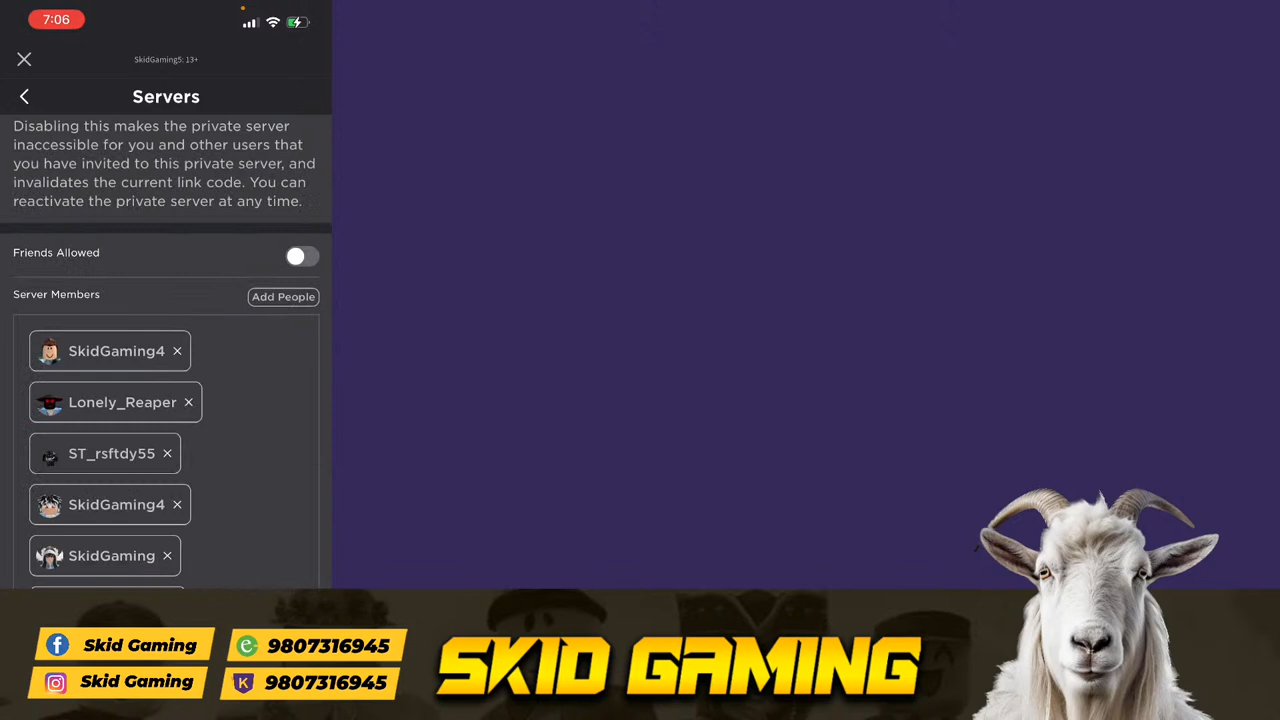 7:06
SkidGaming5: 13+
Servers
Disabling this makes the private server
inaccessible for you and other users that
you have invited to this private server, and
invalidates the current link code. You can
reactivate the private server at any time.
Friends Allowed
Server Members
Add People
SkidGaming4
Lonely_Reaper
ST_rsftdy55
SkidGaming4
SkidGaming
Skid Gaming
9807316945
Skid Gaming
9807316945
SKID GAMING